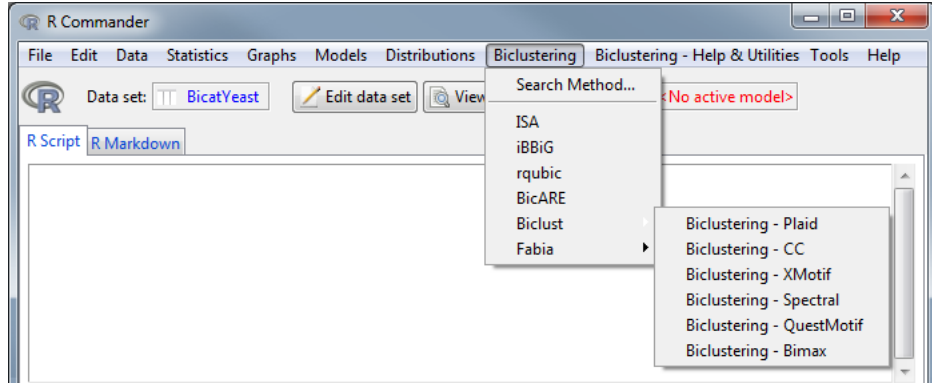 R Commander
File Edit Data Statistics Graphs Models Distributions Biclustering Biclustering - Help & Utilities Tools Help
Data set: BicatYeast Edit data set View <No active model>
R Script R Markdown
Search Method...
ISA
iBBiG
rqubic
BicARE
Biclust
Fabia
Biclustering - Plaid
Biclustering - CC
Biclustering - XMotif
Biclustering - Spectral
Biclustering - QuestMotif
Biclustering - Bimax